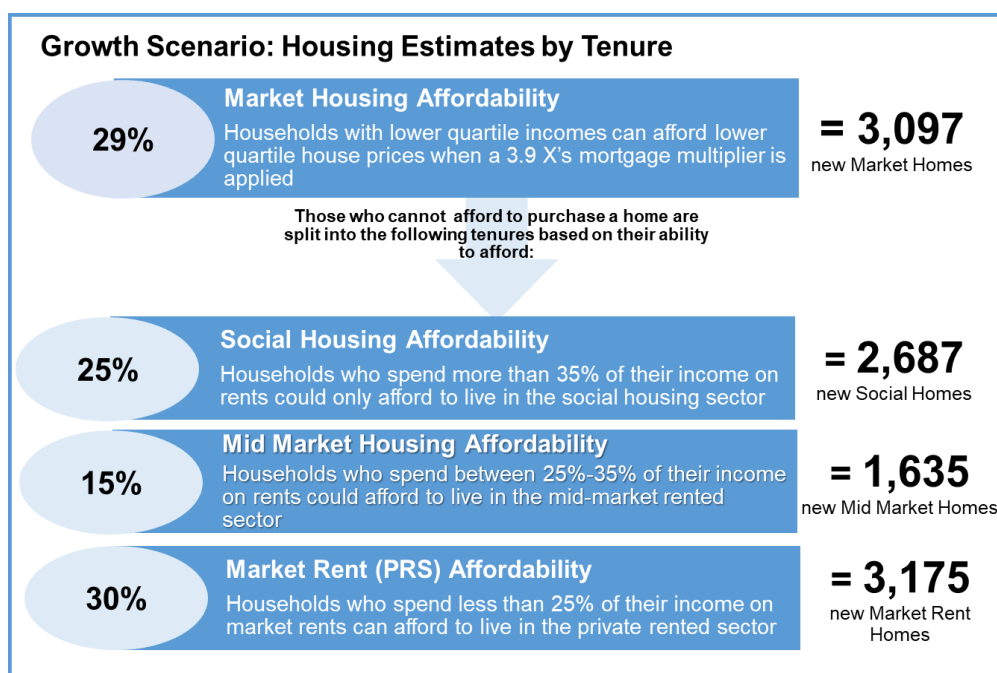 Growth Scenario: Housing Estimates by Tenure
29%
Market Housing Affordability
Households with lower quartile incomes can afford lower
quartile house prices when a 3.9 X's mortgage multiplier is
applied
= 3,097
new Market Homes
Those who cannot afford to purchase a home are
split into the following tenures based on their ability
to afford:
25%
Social Housing Affordability
Households who spend more than 35% of their income on
rents could only afford to live in the social housing sector
= 2,687
new Social Homes
15%
Mid Market Housing Affordability
Households who spend between 25%-35% of their income
on rents could afford to live in the mid-market rented
sector
= 1,635
new Mid Market Homes
30%
Market Rent (PRS) Affordability
Households who spend less than 25% of their income on
market rents can afford to live in the private rented sector
= 3,175
new Market Rent
Homes